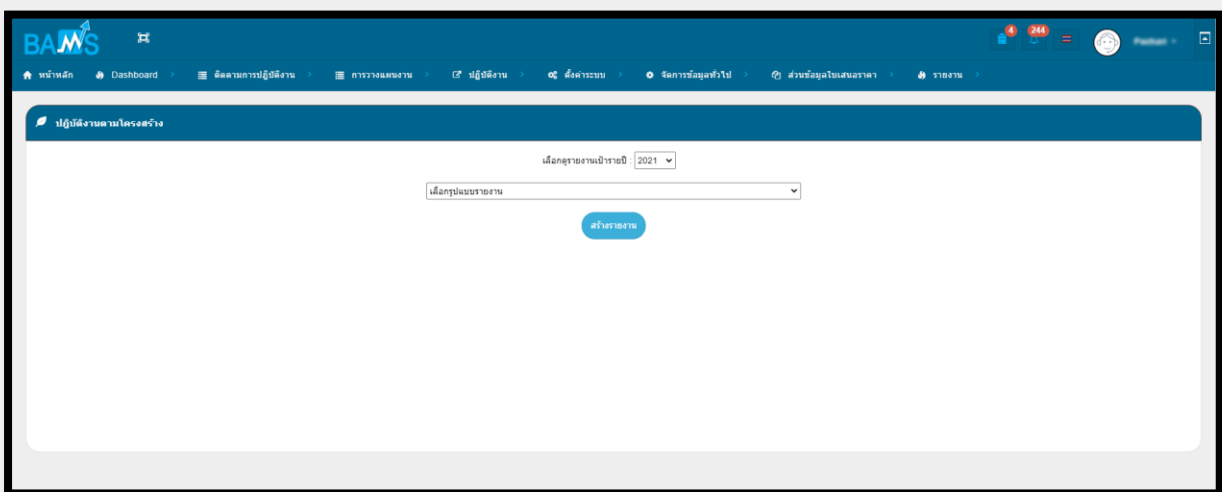 BAMS
4
244
หน้าหลัก Dashboard ติดตามการปฏิบัติงาน การวางแผนงาน ปฏิบัติงาน ตั้งค่าระบบ จัดการข้อมูลทั่วไป ส่วนข้อมูลใบเสนอราคา รายงาน
ปฏิบัติงานตามโครงสร้าง
เลือกดูรายงานเป้ารายปี : 2021
เลือกรูปแบบรายงาน
สร้างรายงาน